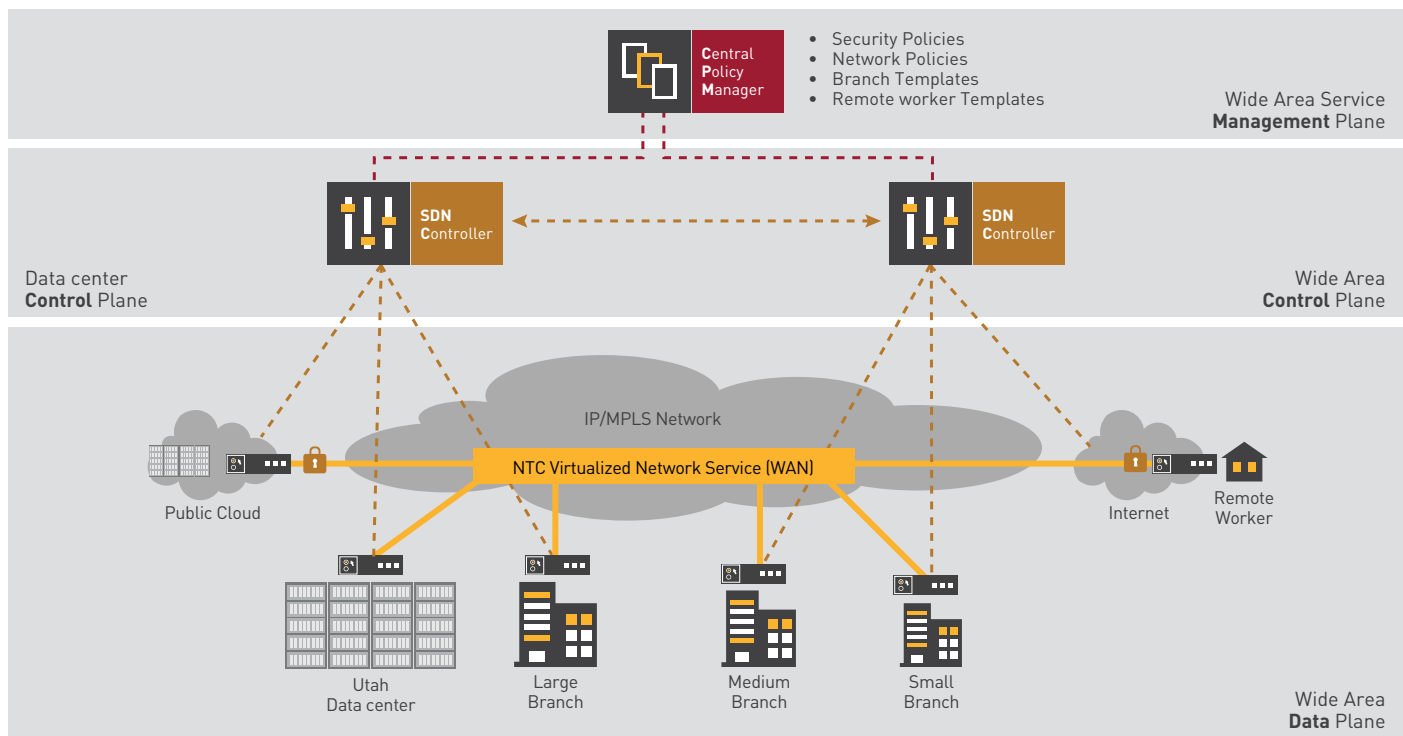 Central
Policy
Manager
• Security Policies
• Network Policies
• Branch Templates
• Remote worker Templates
Wide Area Service
Management Plane
SDN
Controller
SDN
Controller
Data center
Control Plane
Wide Area
Control Plane
IP/MPLS Network
NTC Virtualized Network Service (WAN)
Public Cloud
Internet
Remote
Worker
Utah
Data center
Large
Branch
Medium
Branch
Small
Branch
Wide Area
Data Plane